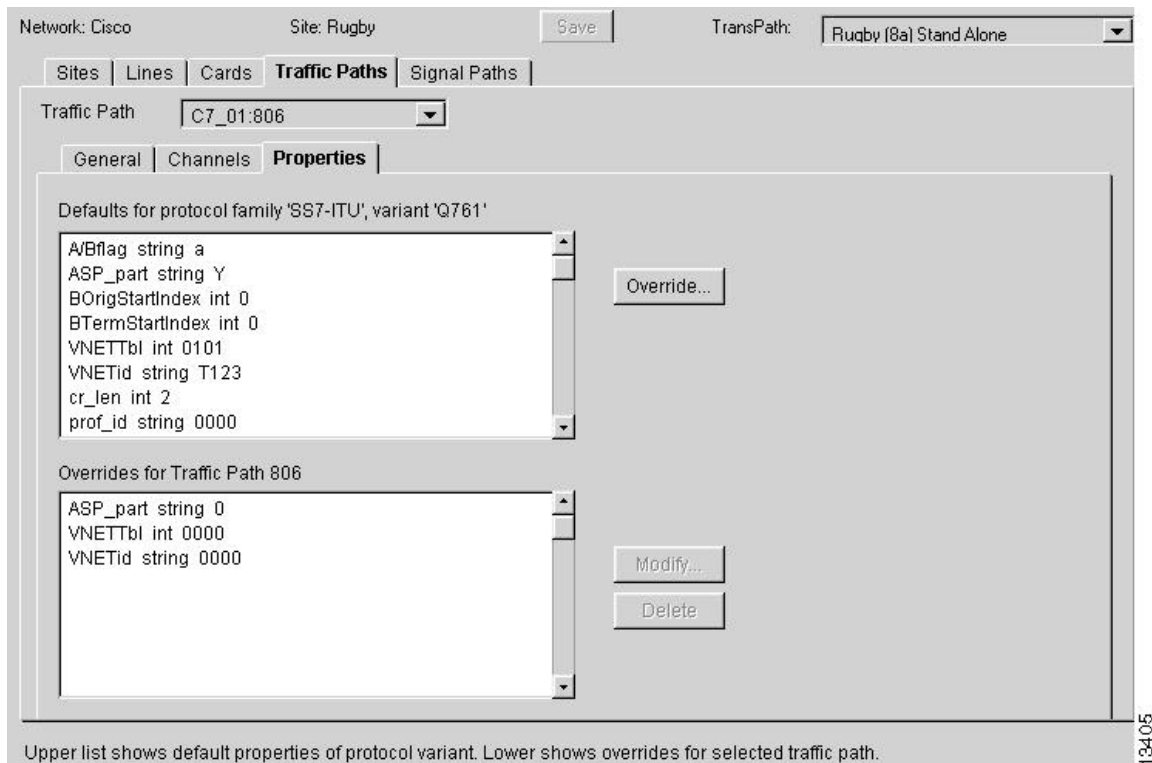 Network: Cisco Site: Rugby Save TransPath: Rugby (8a) Stand Alone
Sites Lines Cards Traffic Paths Signal Paths
Traffic Path C7_01:806
General Channels Properties
Defaults for protocol family 'SS7-ITU', variant 'Q761'
A/Bflag string a
ASP_part string Y
BOrigStartIndex int 0
BTermStartIndex int 0
VNETTbl int 0101
VNETid string T123
cr_len int 2
prof_id string 0000
Override...
Overrides for Traffic Path 806
ASP_part string 0
VNETTbl int 0000
VNETid string 0000
Modify...
Delete
Upper list shows default properties of protocol variant. Lower shows overrides for selected traffic path.
13405